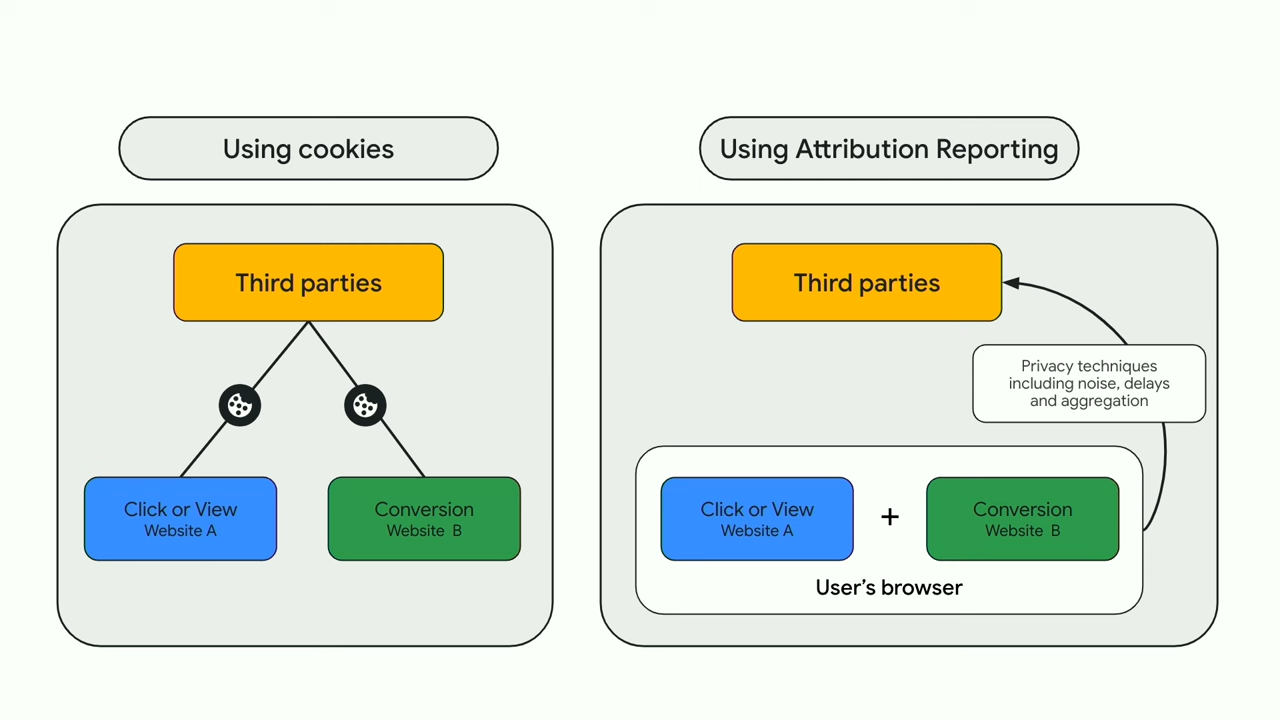 Using cookies
Third parties
Click or View
Website A
Conversion
Website B
Using Attribution Reporting
Third parties
Privacy techniques
including noise, delays
and aggregation
Click or View
Website A
+
Conversion
Website B
User's browser